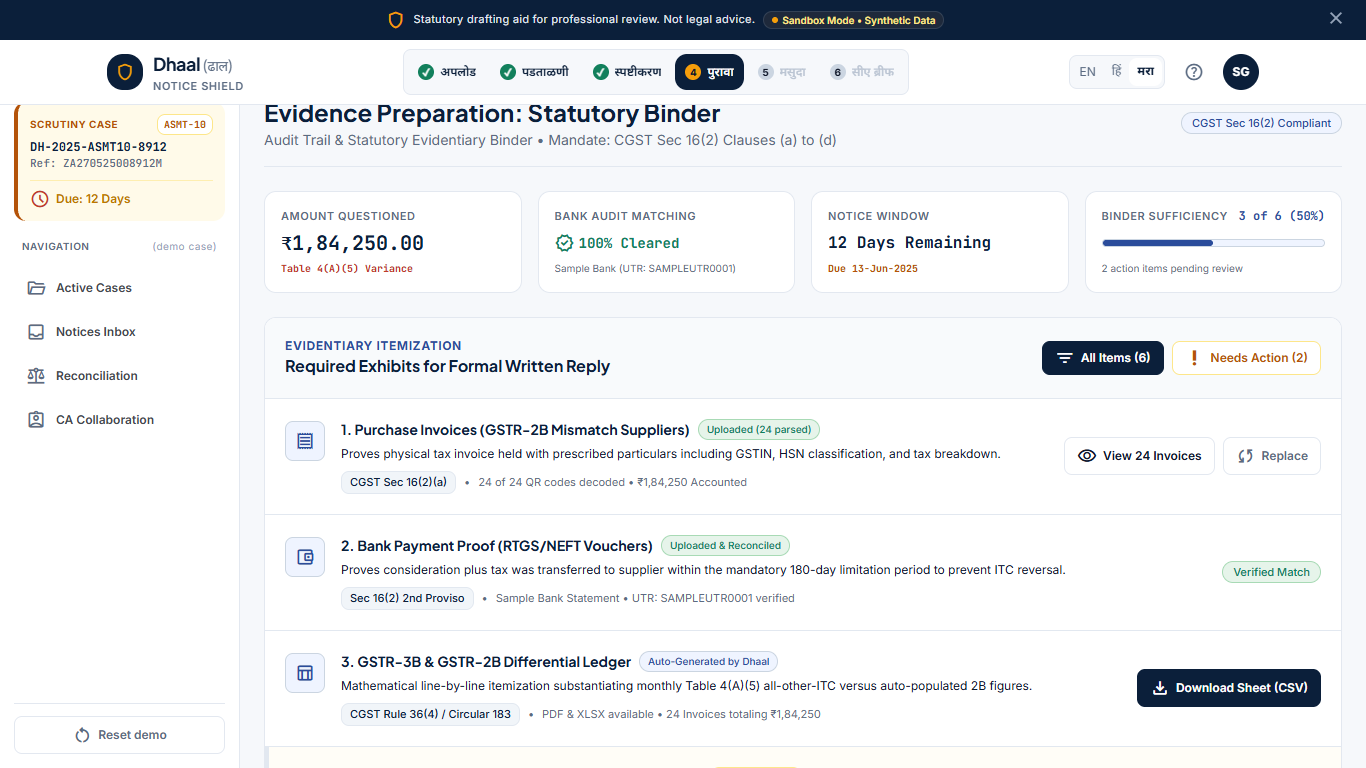 Statutory drafting aid for professional review. Not legal advice. Sandbox Mode • Synthetic Data
Dhaal (ढाल)
NOTICE SHIELD
अपलोड पडताळणी स्पष्टीकरण 4 पुरावा 5 मसुदा 6 सीए ब्रीफ
EN हिं मरा
SG
SCRUTINY CASE ASMT-10
DH-2025-ASMT10-8912
Ref: ZA270525008912M
Due: 12 Days
NAVIGATION (demo case)
Active Cases
Notices Inbox
Reconciliation
CA Collaboration
Reset demo
Evidence Preparation: Statutory Binder
Audit Trail & Statutory Evidentiary Binder • Mandate: CGST Sec 16(2) Clauses (a) to (d)
CGST Sec 16(2) Compliant
AMOUNT QUESTIONED
₹1,84,250.00
Table 4(A)(5) Variance
BANK AUDIT MATCHING
100% Cleared
Sample Bank (UTR: SAMPLEUTR0001)
NOTICE WINDOW
12 Days Remaining
Due 13-Jun-2025
BINDER SUFFICIENCY 3 of 6 (50%)
2 action items pending review
EVIDENTIARY ITEMIZATION
Required Exhibits for Formal Written Reply
All Items (6)
Needs Action (2)
1. Purchase Invoices (GSTR-2B Mismatch Suppliers) Uploaded (24 parsed)
Proves physical tax invoice held with prescribed particulars including GSTIN, HSN classification, and tax breakdown.
CGST Sec 16(2)(a) • 24 of 24 QR codes decoded • ₹1,84,250 Accounted
View 24 Invoices
Replace
2. Bank Payment Proof (RTGS/NEFT Vouchers) Uploaded & Reconciled
Proves consideration plus tax was transferred to supplier within the mandatory 180-day limitation period to prevent ITC reversal.
Sec 16(2) 2nd Proviso • Sample Bank Statement • UTR: SAMPLEUTR0001 verified
Verified Match
3. GSTR-3B & GSTR-2B Differential Ledger Auto-Generated by Dhaal
Mathematical line-by-line itemization substantiating monthly Table 4(A)(5) all-other-ITC versus auto-populated 2B figures.
CGST Rule 36(4) / Circular 183 • PDF & XLSX available • 24 Invoices totaling ₹1,84,250
Download Sheet (CSV)